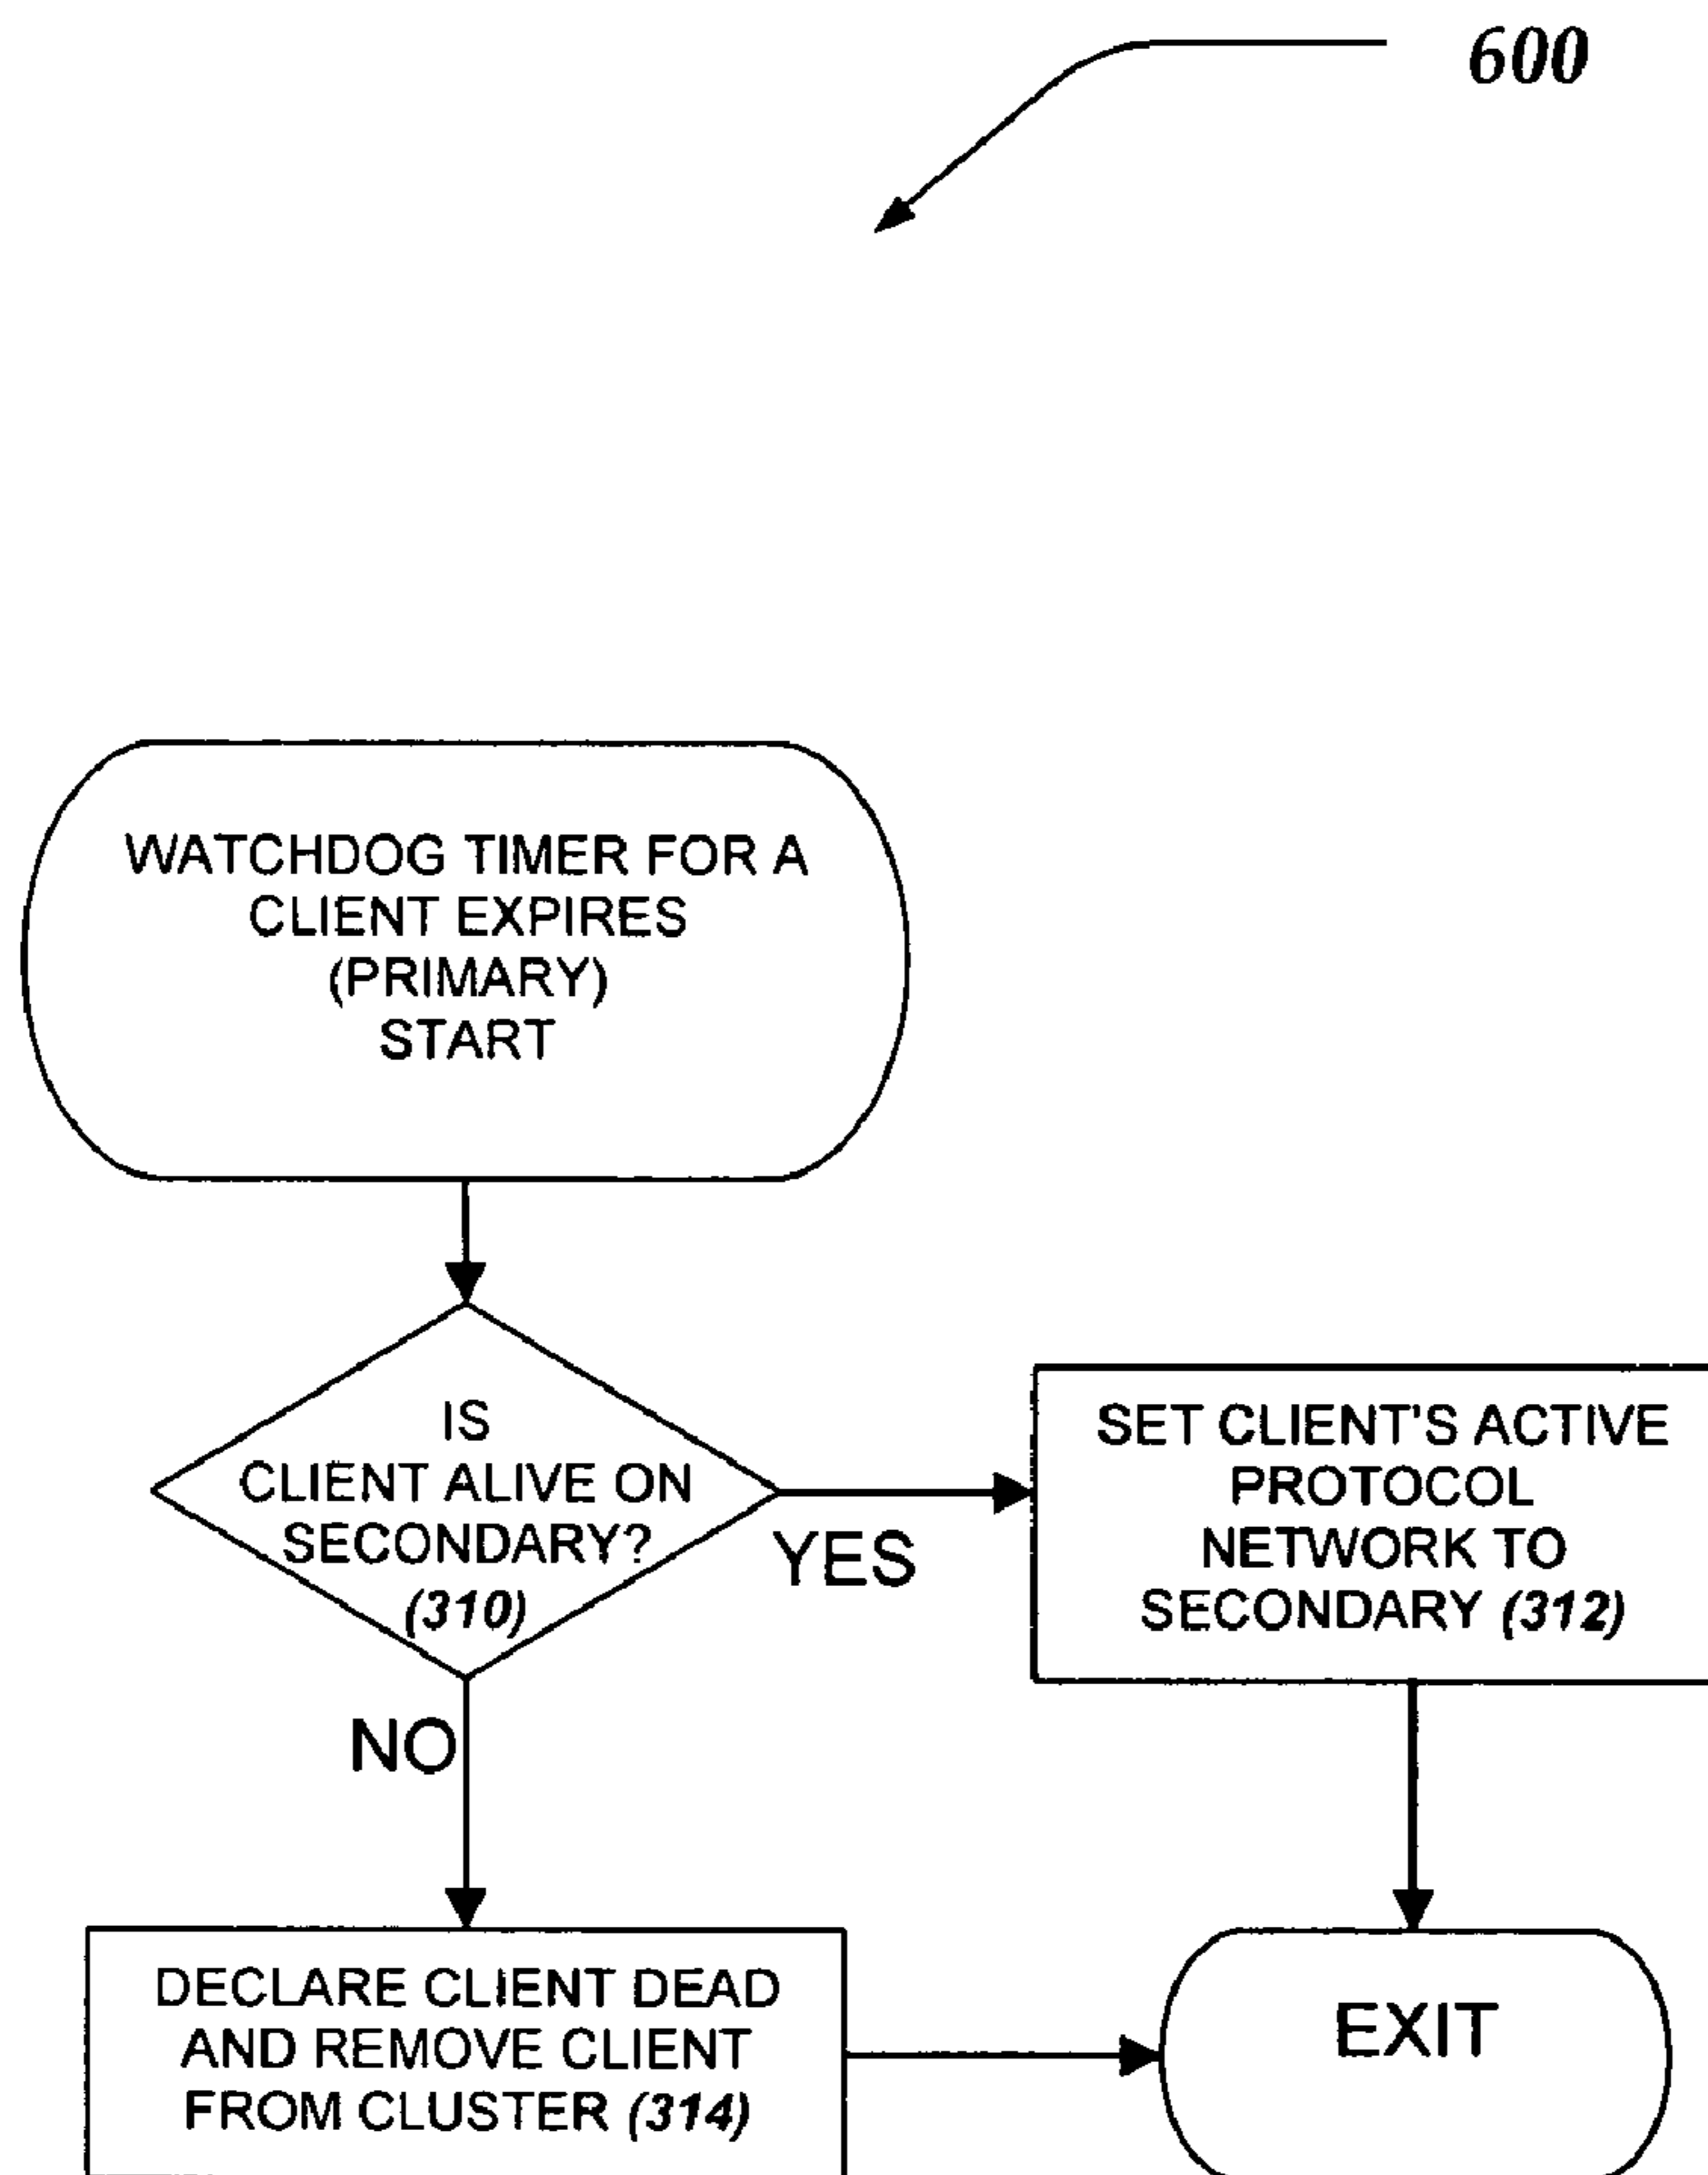 600
WATCHDOG TIMER FOR A
CLIENT EXPIRES
(PRIMARY)
START
IS
CLIENT ALIVE ON
SECONDARY?
(310)
YES
SET CLIENT'S ACTIVE
PROTOCOL
NETWORK TO
SECONDARY (312)
NO
DECLARE CLIENT DEAD
AND REMOVE CLIENT
FROM CLUSTER (314)
EXIT